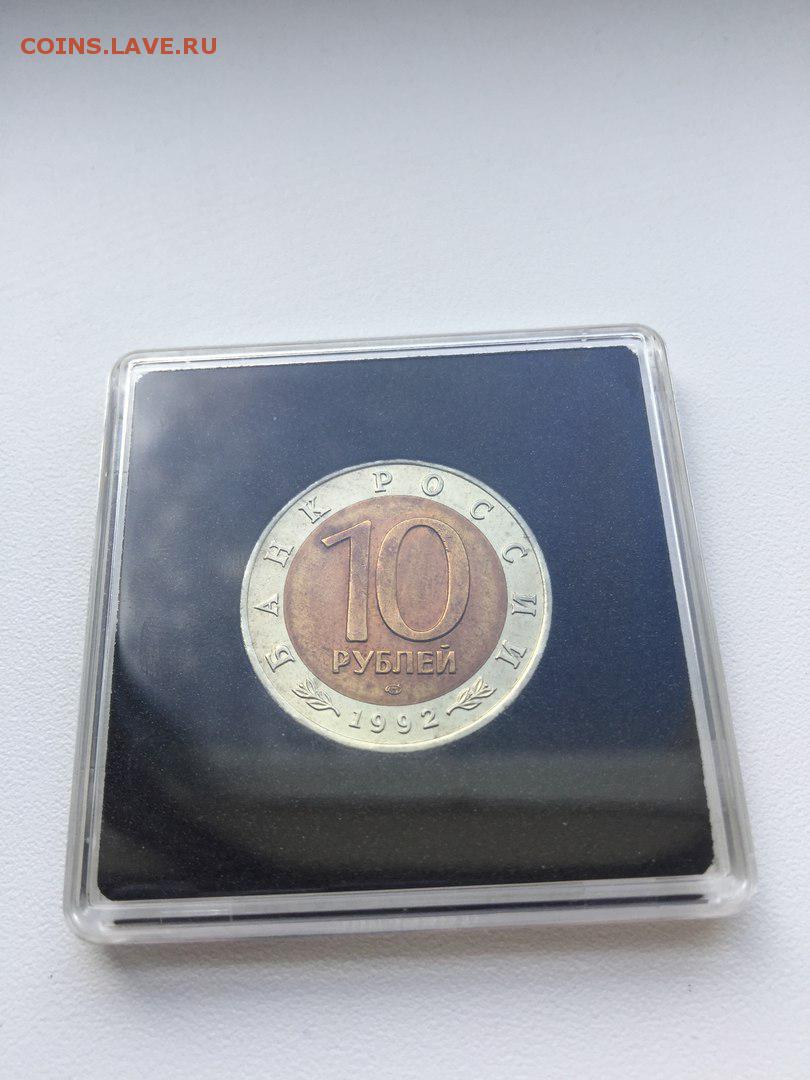 COINS.LAVE.RU
БАНК РОССИИ
10
РУБЛЕЙ
1992